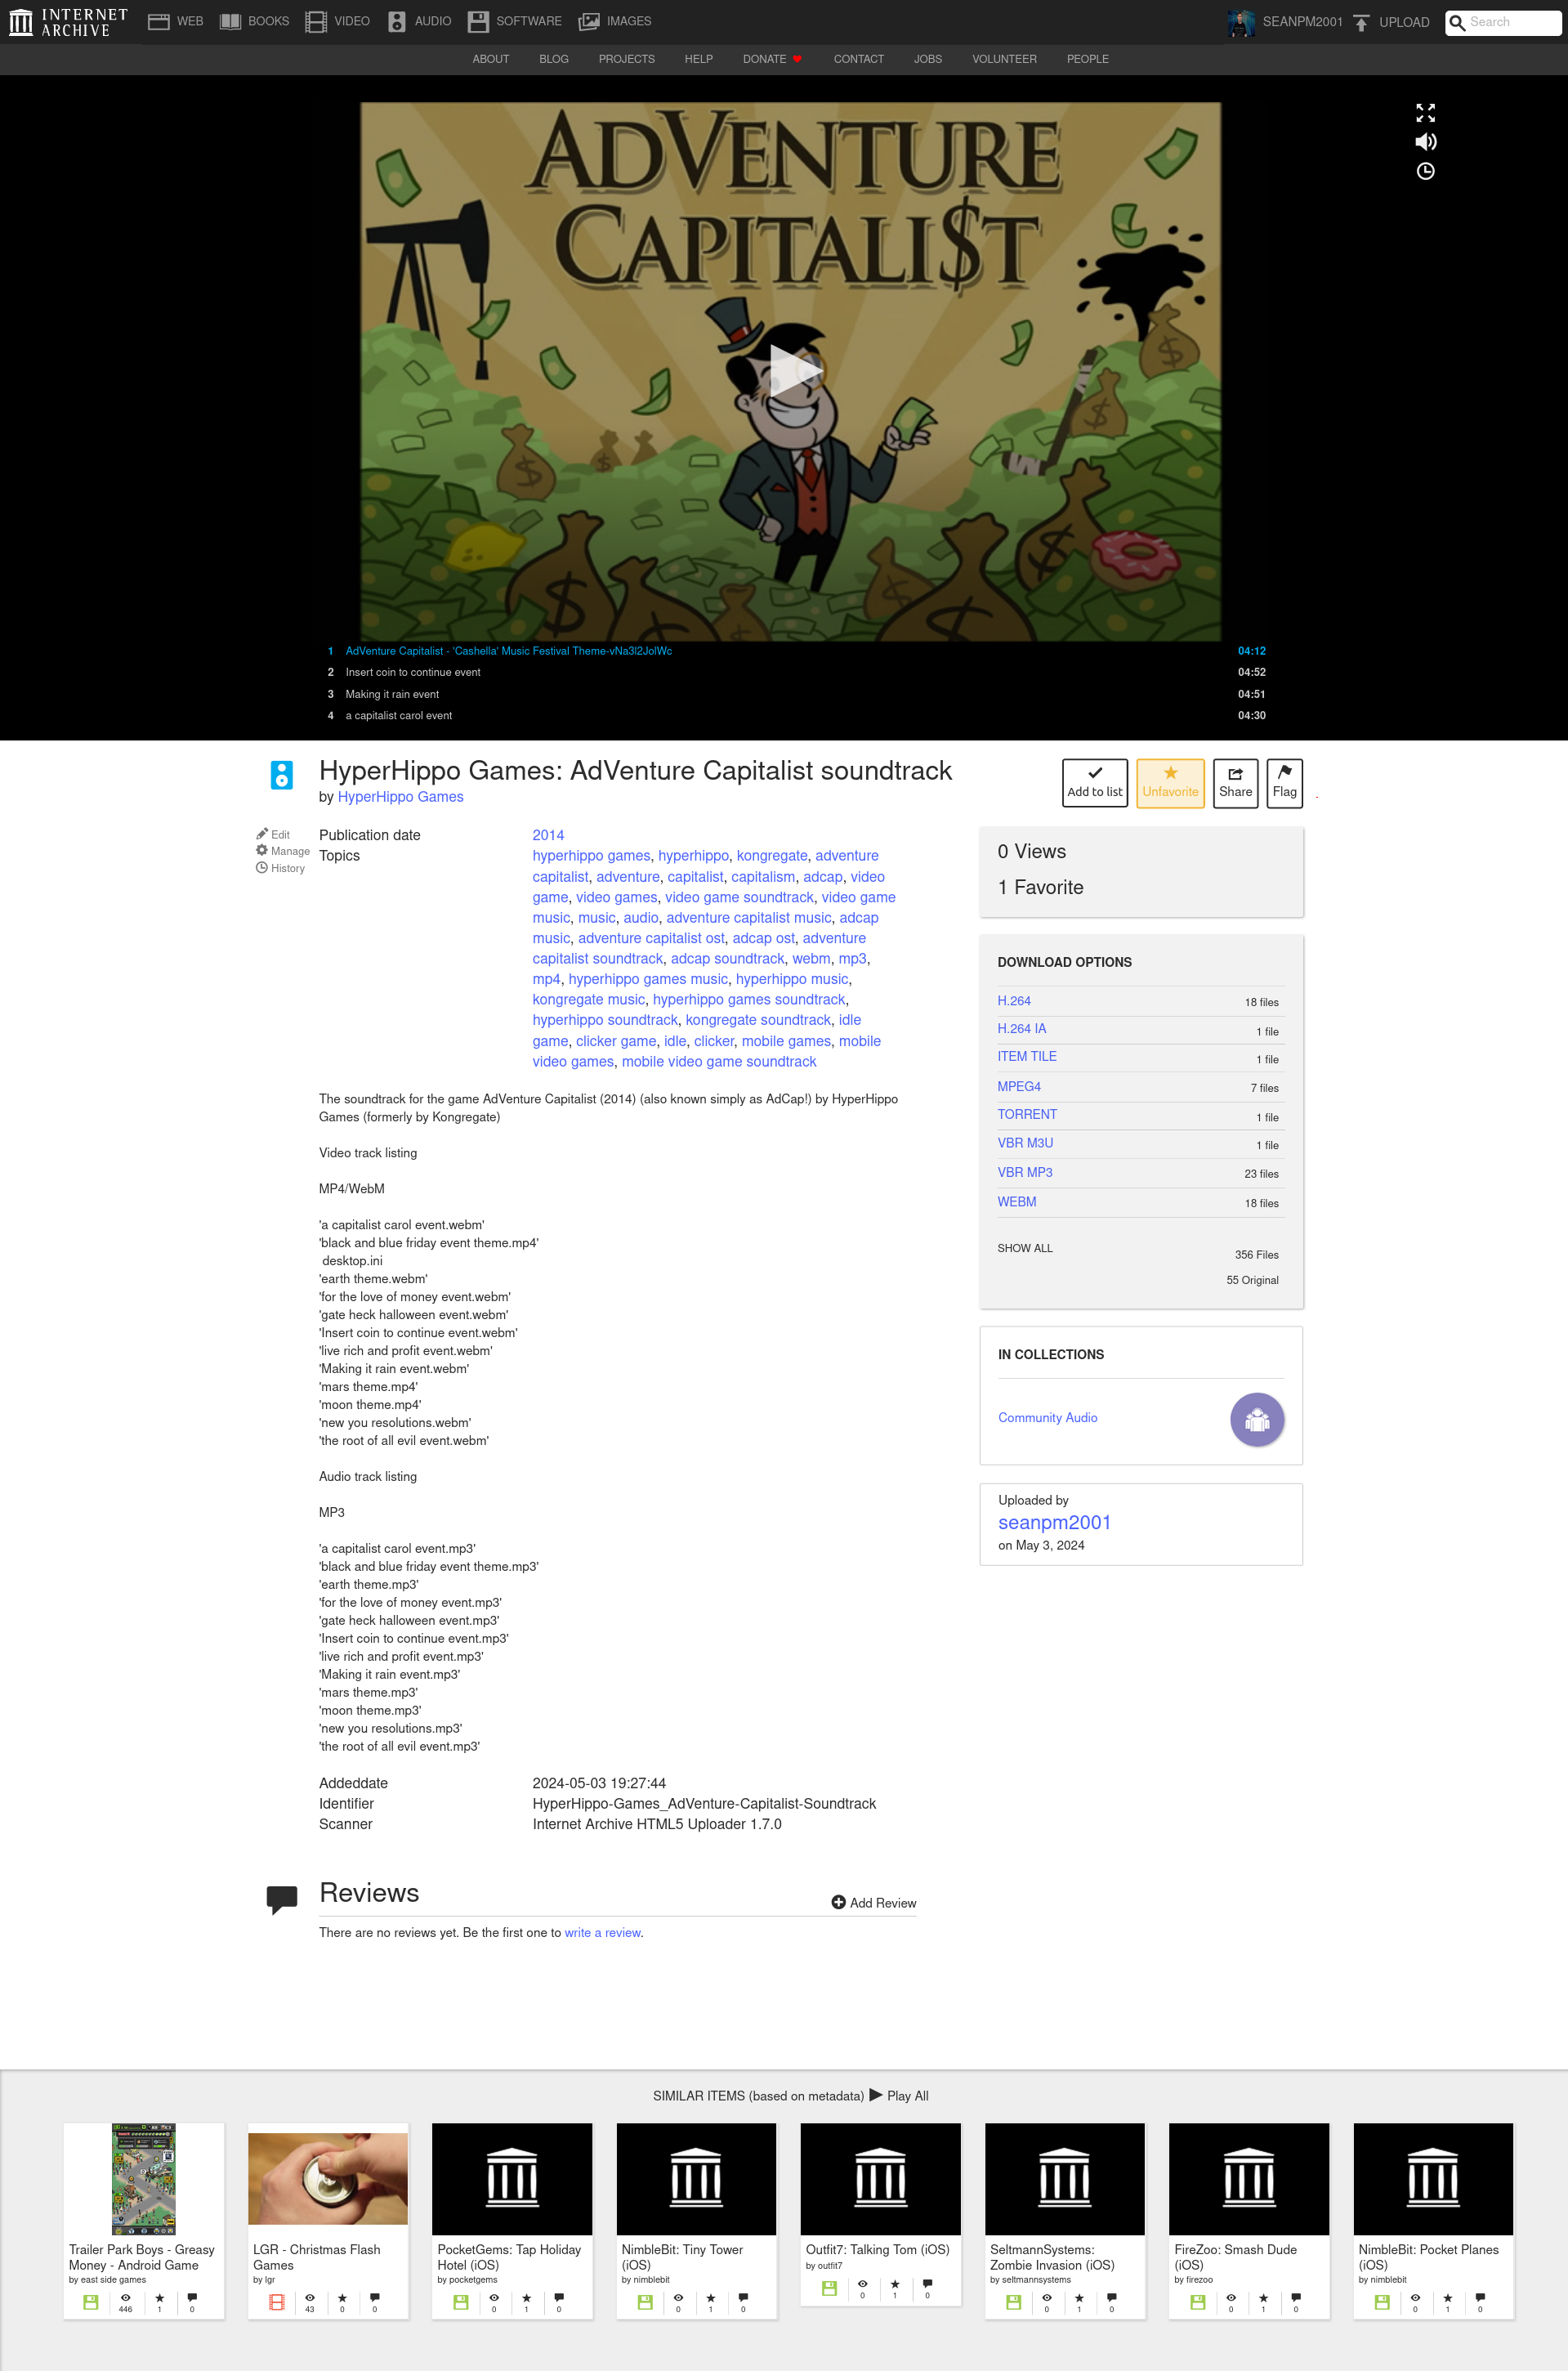 INTERNET
ARCHIVE
WEB
BOOKS
VIDEO
AUDIO
SOFTWARE
IMAGES
SEANPM2001
UPLOAD
Search
ABOUT
BLOG
PROJECTS
HELP
DONATE
CONTACT
JOBS
VOLUNTEER
PEOPLE
ADVENTURE
CAPITALI$T
1 AdVenture Capitalist - 'Cashella' Music Festival Theme-vNa3l2JolWc 04:12
2 Insert coin to continue event 04:52
3 Making it rain event 04:51
4 a capitalist carol event 04:30
HyperHippo Games: AdVenture Capitalist soundtrack
by HyperHippo Games
Add to list
Unfavorite
Share
Flag
Edit
Manage
History
Publication date 2014
Topics hyperhippo games, hyperhippo, kongregate, adventure
capitalist, adventure, capitalist, capitalism, adcap, video
game, video games, video game soundtrack, video game
music, music, audio, adventure capitalist music, adcap
music, adventure capitalist ost, adcap ost, adventure
capitalist soundtrack, adcap soundtrack, webm, mp3,
mp4, hyperhippo games music, hyperhippo music,
kongregate music, hyperhippo games soundtrack,
hyperhippo soundtrack, kongregate soundtrack, idle
game, clicker game, idle, clicker, mobile games, mobile
video games, mobile video game soundtrack
The soundtrack for the game AdVenture Capitalist (2014) (also known simply as AdCap!) by HyperHippo
Games (formerly by Kongregate)
Video track listing
MP4/WebM
'a capitalist carol event.webm'
'black and blue friday event theme.mp4'
desktop.ini
'earth theme.webm'
'for the love of money event.webm'
'gate heck halloween event.webm'
'Insert coin to continue event.webm'
'live rich and profit event.webm'
'Making it rain event.webm'
'mars theme.mp4'
'moon theme.mp4'
'new you resolutions.webm'
'the root of all evil event.webm'
Audio track listing
MP3
'a capitalist carol event.mp3'
'black and blue friday event theme.mp3'
'earth theme.mp3'
'for the love of money event.mp3'
'gate heck halloween event.mp3'
'Insert coin to continue event.mp3'
'live rich and profit event.mp3'
'Making it rain event.mp3'
'mars theme.mp3'
'moon theme.mp3'
'new you resolutions.mp3'
'the root of all evil event.mp3'
Addeddate 2024-05-03 19:27:44
Identifier HyperHippo-Games_AdVenture-Capitalist-Soundtrack
Scanner Internet Archive HTML5 Uploader 1.7.0
0 Views
1 Favorite
DOWNLOAD OPTIONS
H.264 18 files
H.264 IA 1 file
ITEM TILE 1 file
MPEG4 7 files
TORRENT 1 file
VBR M3U 1 file
VBR MP3 23 files
WEBM 18 files
SHOW ALL 356 Files
55 Original
IN COLLECTIONS
Community Audio
Uploaded by
seanpm2001
on May 3, 2024
Reviews
Add Review
There are no reviews yet. Be the first one to write a review.
SIMILAR ITEMS (based on metadata) Play All
Trailer Park Boys - Greasy
Money - Android Game
by east side games
446 1 0
LGR - Christmas Flash
Games
by lgr
43 0 0
PocketGems: Tap Holiday
Hotel (iOS)
by pocketgems
0 1 0
NimbleBit: Tiny Tower
(iOS)
by nimblebit
0 1 0
Outfit7: Talking Tom (iOS)
by outfit7
0 1 0
SeltmannSystems:
Zombie Invasion (iOS)
by seltmannsystems
0 1 0
FireZoo: Smash Dude
(iOS)
by firezoo
0 1 0
NimbleBit: Pocket Planes
(iOS)
by nimblebit
0 1 0